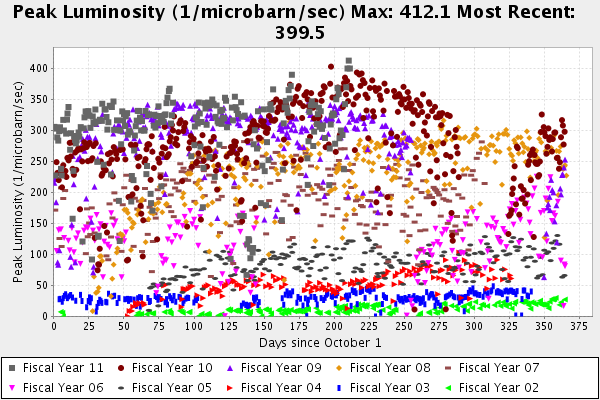 Peak Luminosity (1/microbarn/sec) Max: 412.1 Most Recent:
399.5
Peak Luminosity (1/microbarn/sec)
400
350
300
250
200
150
100
50
0
0 25 50 75 100 125 150 175 200 225 250 275 300 325 350 375
Days since October 1
Fiscal Year 11 Fiscal Year 10 Fiscal Year 09 Fiscal Year 08 Fiscal Year 07
Fiscal Year 06 Fiscal Year 05 Fiscal Year 04 Fiscal Year 03 Fiscal Year 02